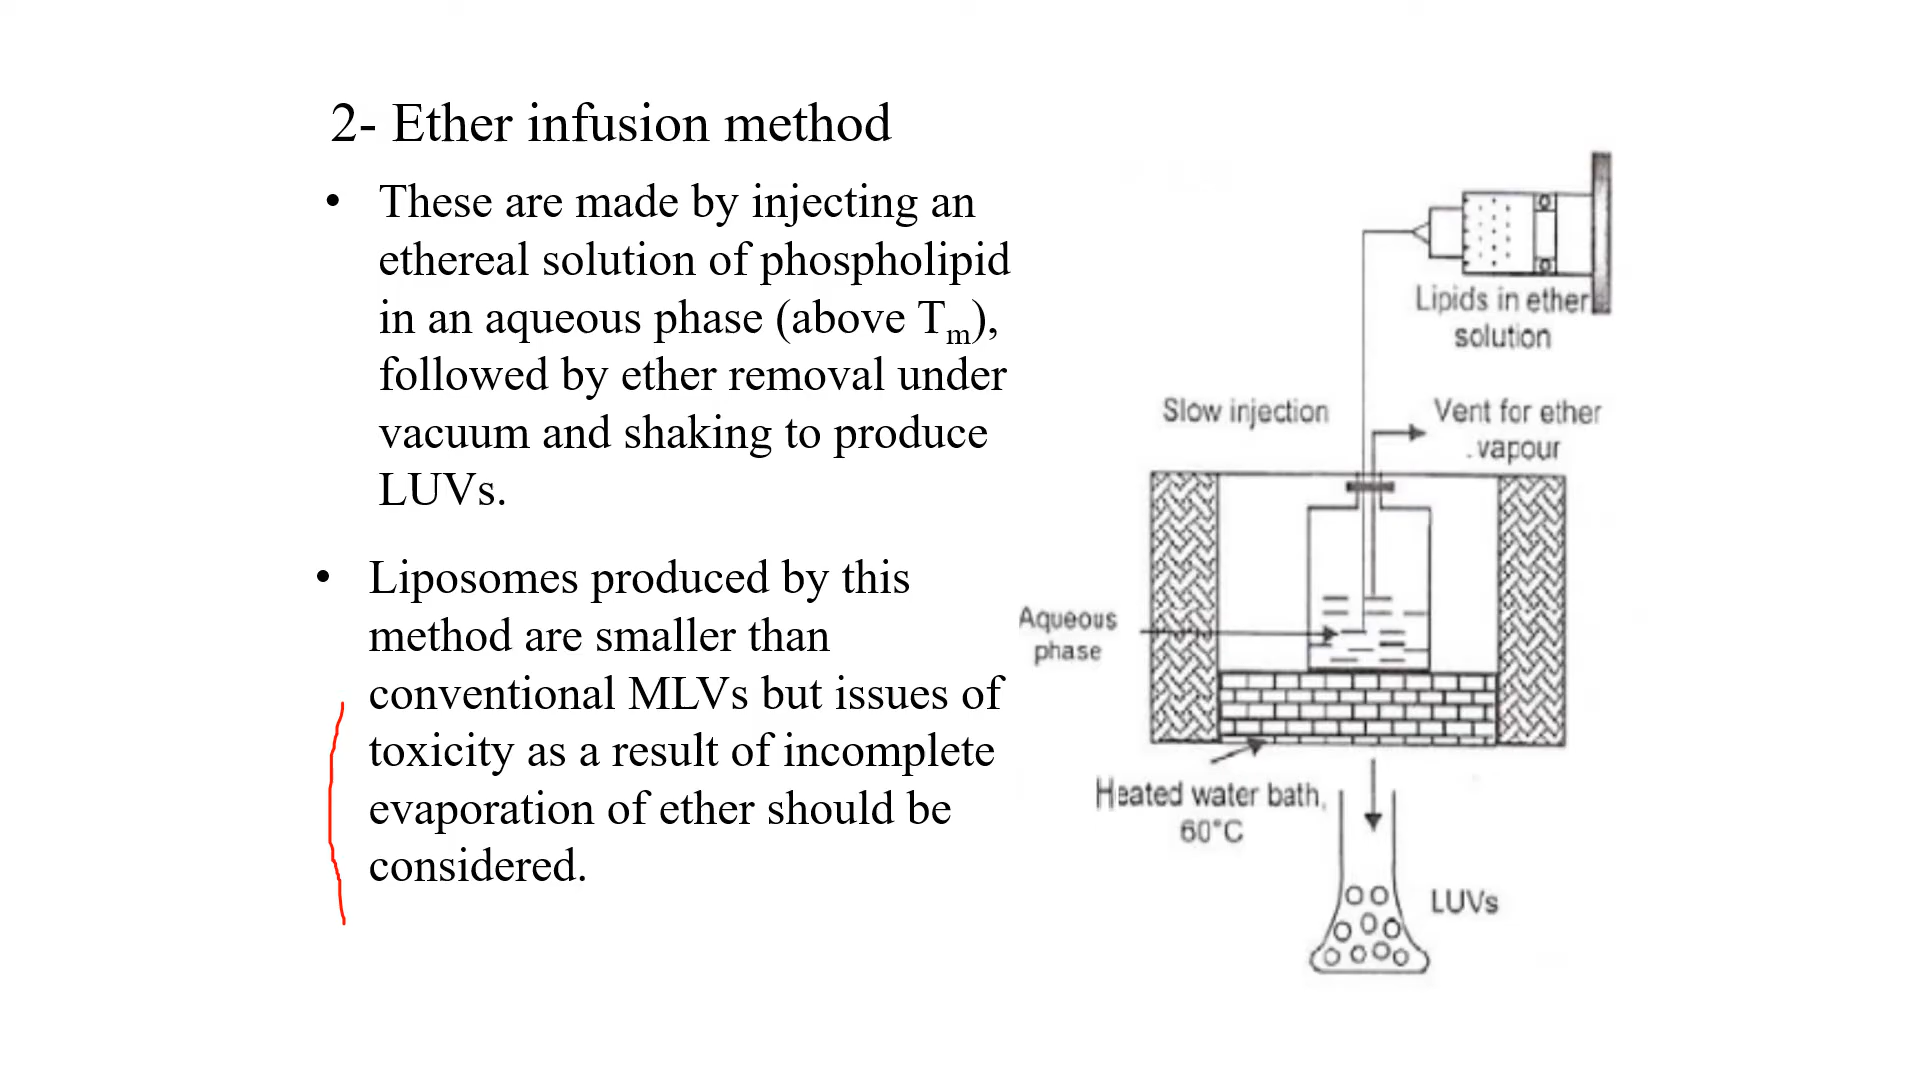 2- Ether infusion method
• These are made by injecting an
ethereal solution of phospholipid
in an aqueous phase (above Tm),
followed by ether removal under
vacuum and shaking to produce
LUVs.
• Liposomes produced by this
method are smaller than
conventional MLVs but issues of
toxicity as a result of incomplete
evaporation of ether should be
considered.
Lipids in ether
solution
Slow injection
Vent for ether
vapour
Aqueous
phase
Heated water bath,
60°C
LUVs